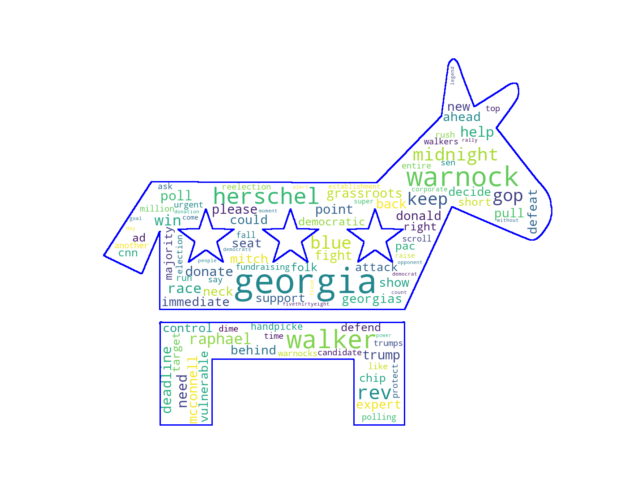 legend
new top
ahead
rush help
walkers rally
midnight
entire sen
warnock
corporate
ask reelection
poll herschel grassroots keep decide gop
urgent please super back short
million donation moment point donald pull defeat
goal win come could democratic right
majority ad fall blue scroll
another election seat fight pac
cnn mitch raise
people fundraising folk attack democrat opponent
donate georgia show
run say
race neck support count
immediate fivethirtyeight georgias
control dime handpicke defend
raphael time walker power
target behind trumps
warnocks candidate trump
deadline need mcconnell vulnerable like protect
chip
rev
expert
polling